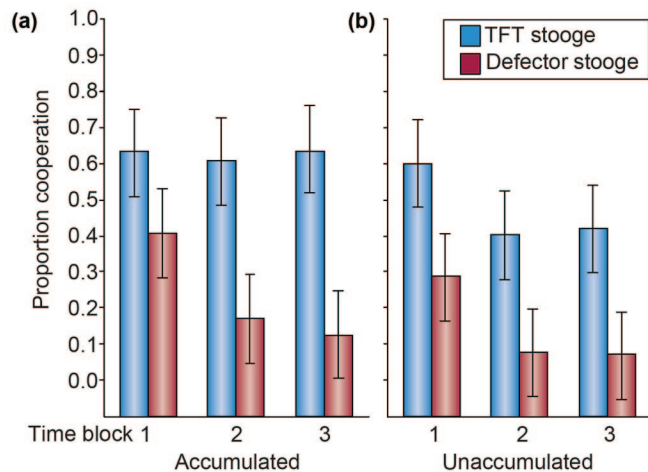 (a)
(b)
TFT stooge
Defector stooge
Proportion cooperation
1.0
0.9
0.8
0.7
0.6
0.5
0.4
0.3
0.2
0.1
0.0
Time block 1 2 3
1 2 3
Accumulated
Unaccumulated